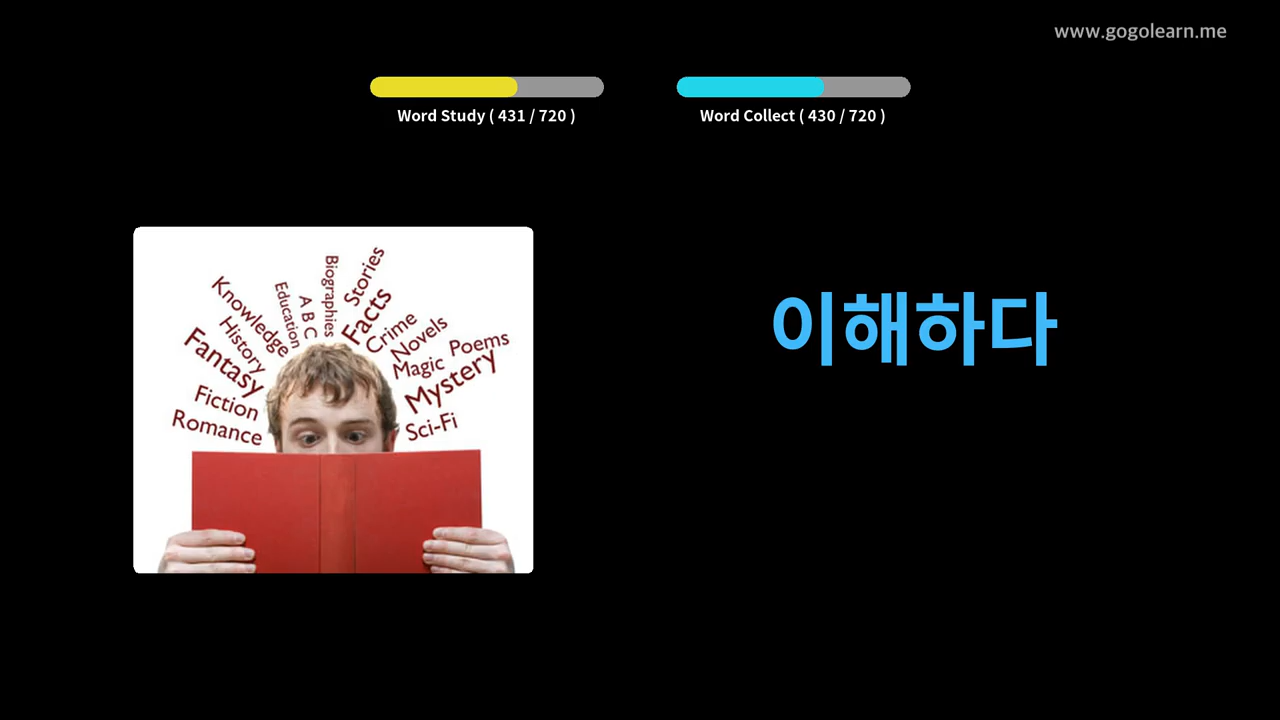 www.gogolearn.me
Word Study ( 431 / 720 )
Word Collect ( 430 / 720 )
Biographies
Stories
Education
A B C
Facts
Knowledge
Crime
History
Novels
Fantasy
Magic
Poems
Mystery
Fiction
Romance
Sci-Fi
이해하다